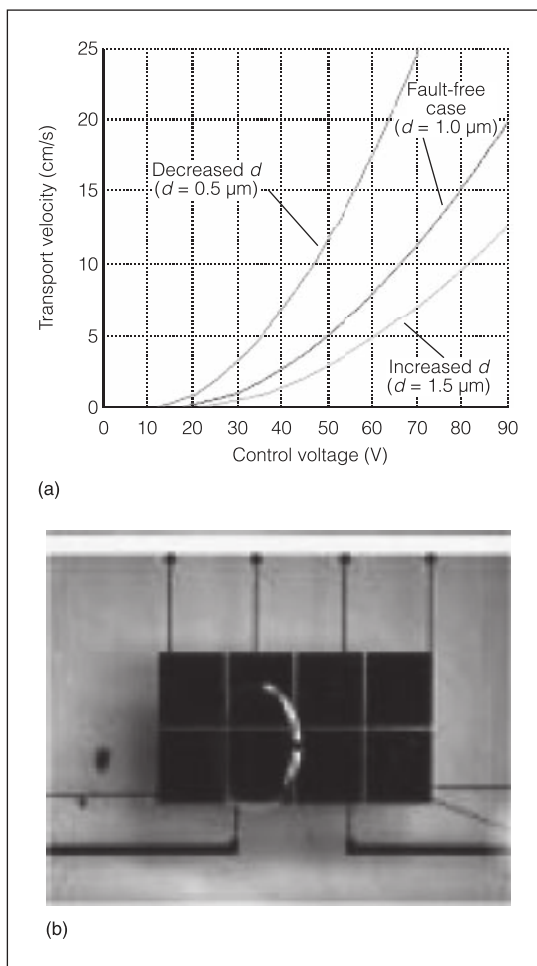 25
20
15
10
5
0
Transport velocity (cm/s)
Fault-free
case
(d = 1.0 µm)
Decreased d
(d = 0.5 µm)
Increased d
(d = 1.5 µm)
0 10 20 30 40 50 60 70 80 90
Control voltage (V)
(a)
(b)